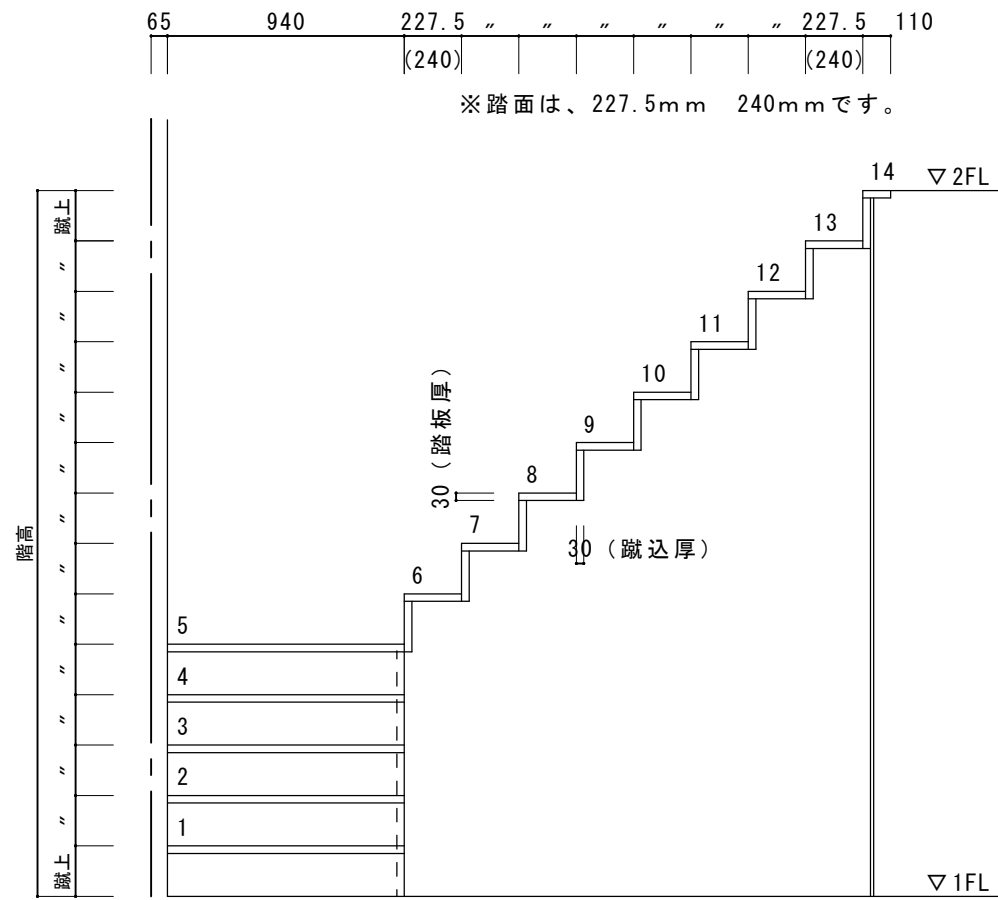 65 940 227.5 〃 〃 〃 〃 〃 〃 227.5 110
(240) (240)
※踏面は、227.5mm 240mmです。
14 ▽2FL
蹴上
13
〃
12
〃
11
〃
10
〃
9
〃
30 (踏板厚)
8
〃
7
30 (蹴込厚)
階高
〃
6
〃
5
〃
4
〃
3
〃
2
〃
1
蹴上
▽1FL